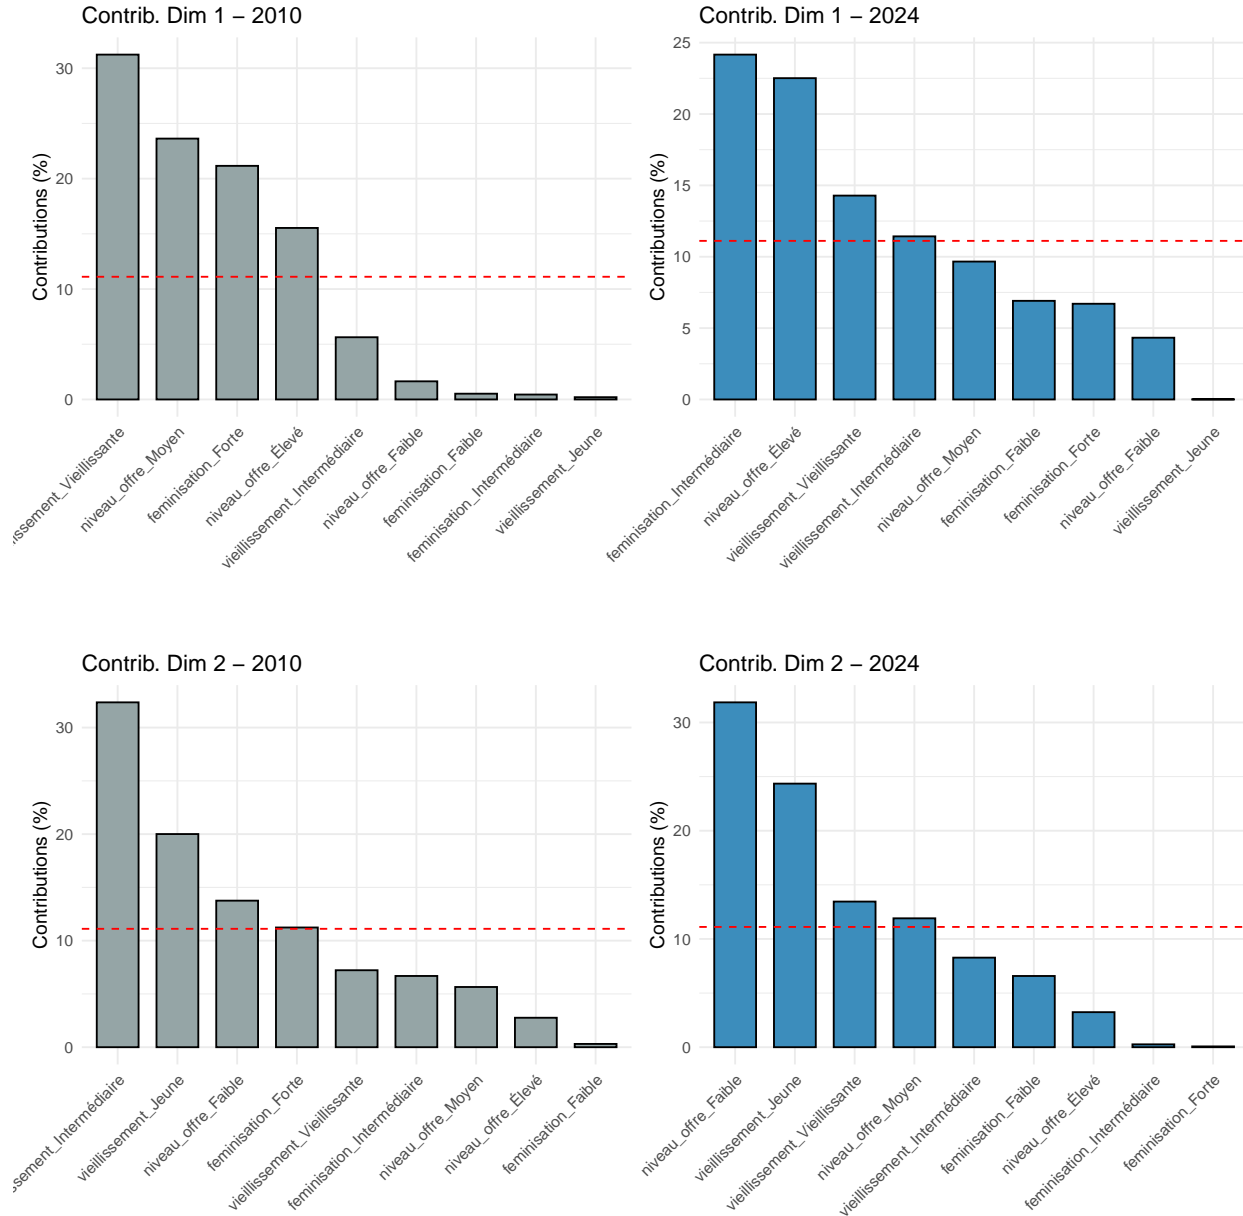 Contrib. Dim 1 – 2010
Contributions (%)
30
20
10
0
lissement_Vieillissante
niveau_offre_Moyen
feminisation_Forte
niveau_offre_Élevé
vieillissement_Intermédiaire
niveau_offre_Faible
feminisation_Faible
feminisation_Intermédiaire
vieillissement_Jeune
Contrib. Dim 1 – 2024
Contributions (%)
25
20
15
10
5
0
feminisation_Intermédiaire
niveau_offre_Élevé
vieillissement_Vieillissante
vieillissement_Intermédiaire
niveau_offre_Moyen
feminisation_Faible
feminisation_Forte
niveau_offre_Faible
vieillissement_Jeune
Contrib. Dim 2 – 2010
Contributions (%)
30
20
10
0
ssement_Intermédiaire
vieillissement_Jeune
niveau_offre_Faible
feminisation_Forte
vieillissement_Vieillissante
feminisation_Intermédiaire
niveau_offre_Moyen
niveau_offre_Élevé
feminisation_Faible
Contrib. Dim 2 – 2024
Contributions (%)
30
20
10
0
niveau_offre_Faible
vieillissement_Jeune
vieillissement_Vieillissante
niveau_offre_Moyen
vieillissement_Intermédiaire
feminisation_Faible
niveau_offre_Élevé
feminisation_Intermédiaire
feminisation_Forte